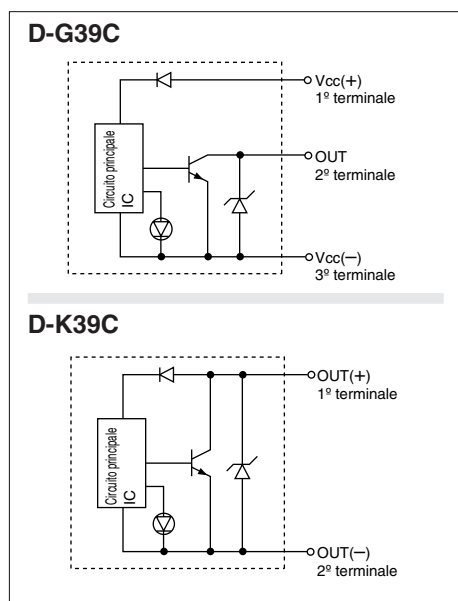 D-G39C
Vcc(+)
1º terminale
OUT
2º terminale
Circuito principale
IC
Vcc(−)
3º terminale
D-K39C
OUT(+)
1º terminale
Circuito principale
IC
OUT(−)
2º terminale